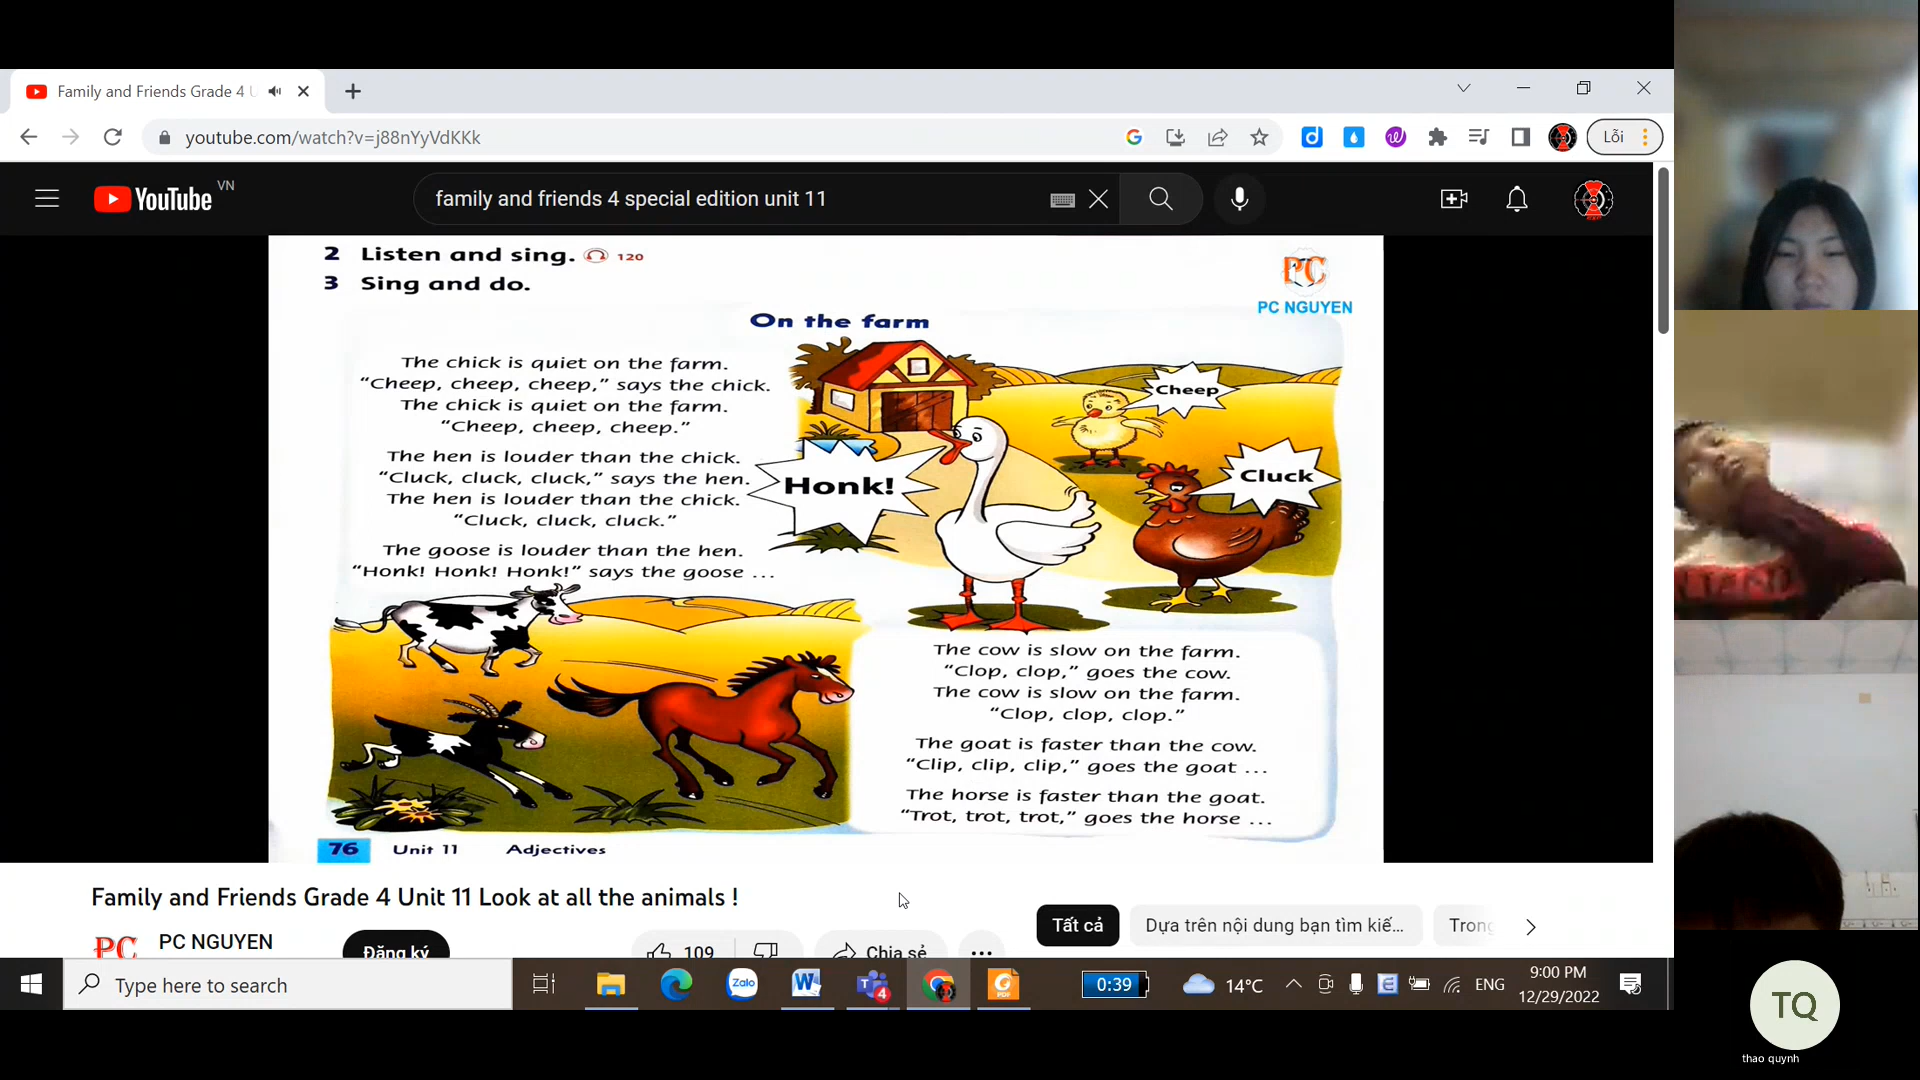 Family and Friends Grade 4 U
youtube.com/watch?v=j88nYyVdKKk
Lỗi
YouTube VN
family and friends 4 special edition unit 11
2 Listen and sing. 120
3 Sing and do.
PC
PC NGUYEN
On the farm
The chick is quiet on the farm.
“Cheep, cheep, cheep,” says the chick.
The chick is quiet on the farm.
“Cheep, cheep, cheep.”
The hen is louder than the chick.
“Cluck, cluck, cluck,” says the hen.
The hen is louder than the chick.
“Cluck, cluck, cluck.”
The goose is louder than the hen.
“Honk! Honk! Honk!” says the goose ...
Honk!
Cheep
Cluck
The cow is slow on the farm.
“Clop, clop,” goes the cow.
The cow is slow on the farm.
“Clop, clop, clop.”
The goat is faster than the cow.
“Clip, clip, clip,” goes the goat ...
The horse is faster than the goat.
“Trot, trot, trot,” goes the horse ...
76 Unit 11 Adjectives
Family and Friends Grade 4 Unit 11 Look at all the animals !
PC
PC NGUYEN
Đăng ký
109
Chia sẻ
Tất cả
Dựa trên nội dung bạn tìm kiế...
Trong
Type here to search
Zalo
W
T
4
PDF
0:39
14°C
ENG
9:00 PM
12/29/2022
TQ
thao quynh